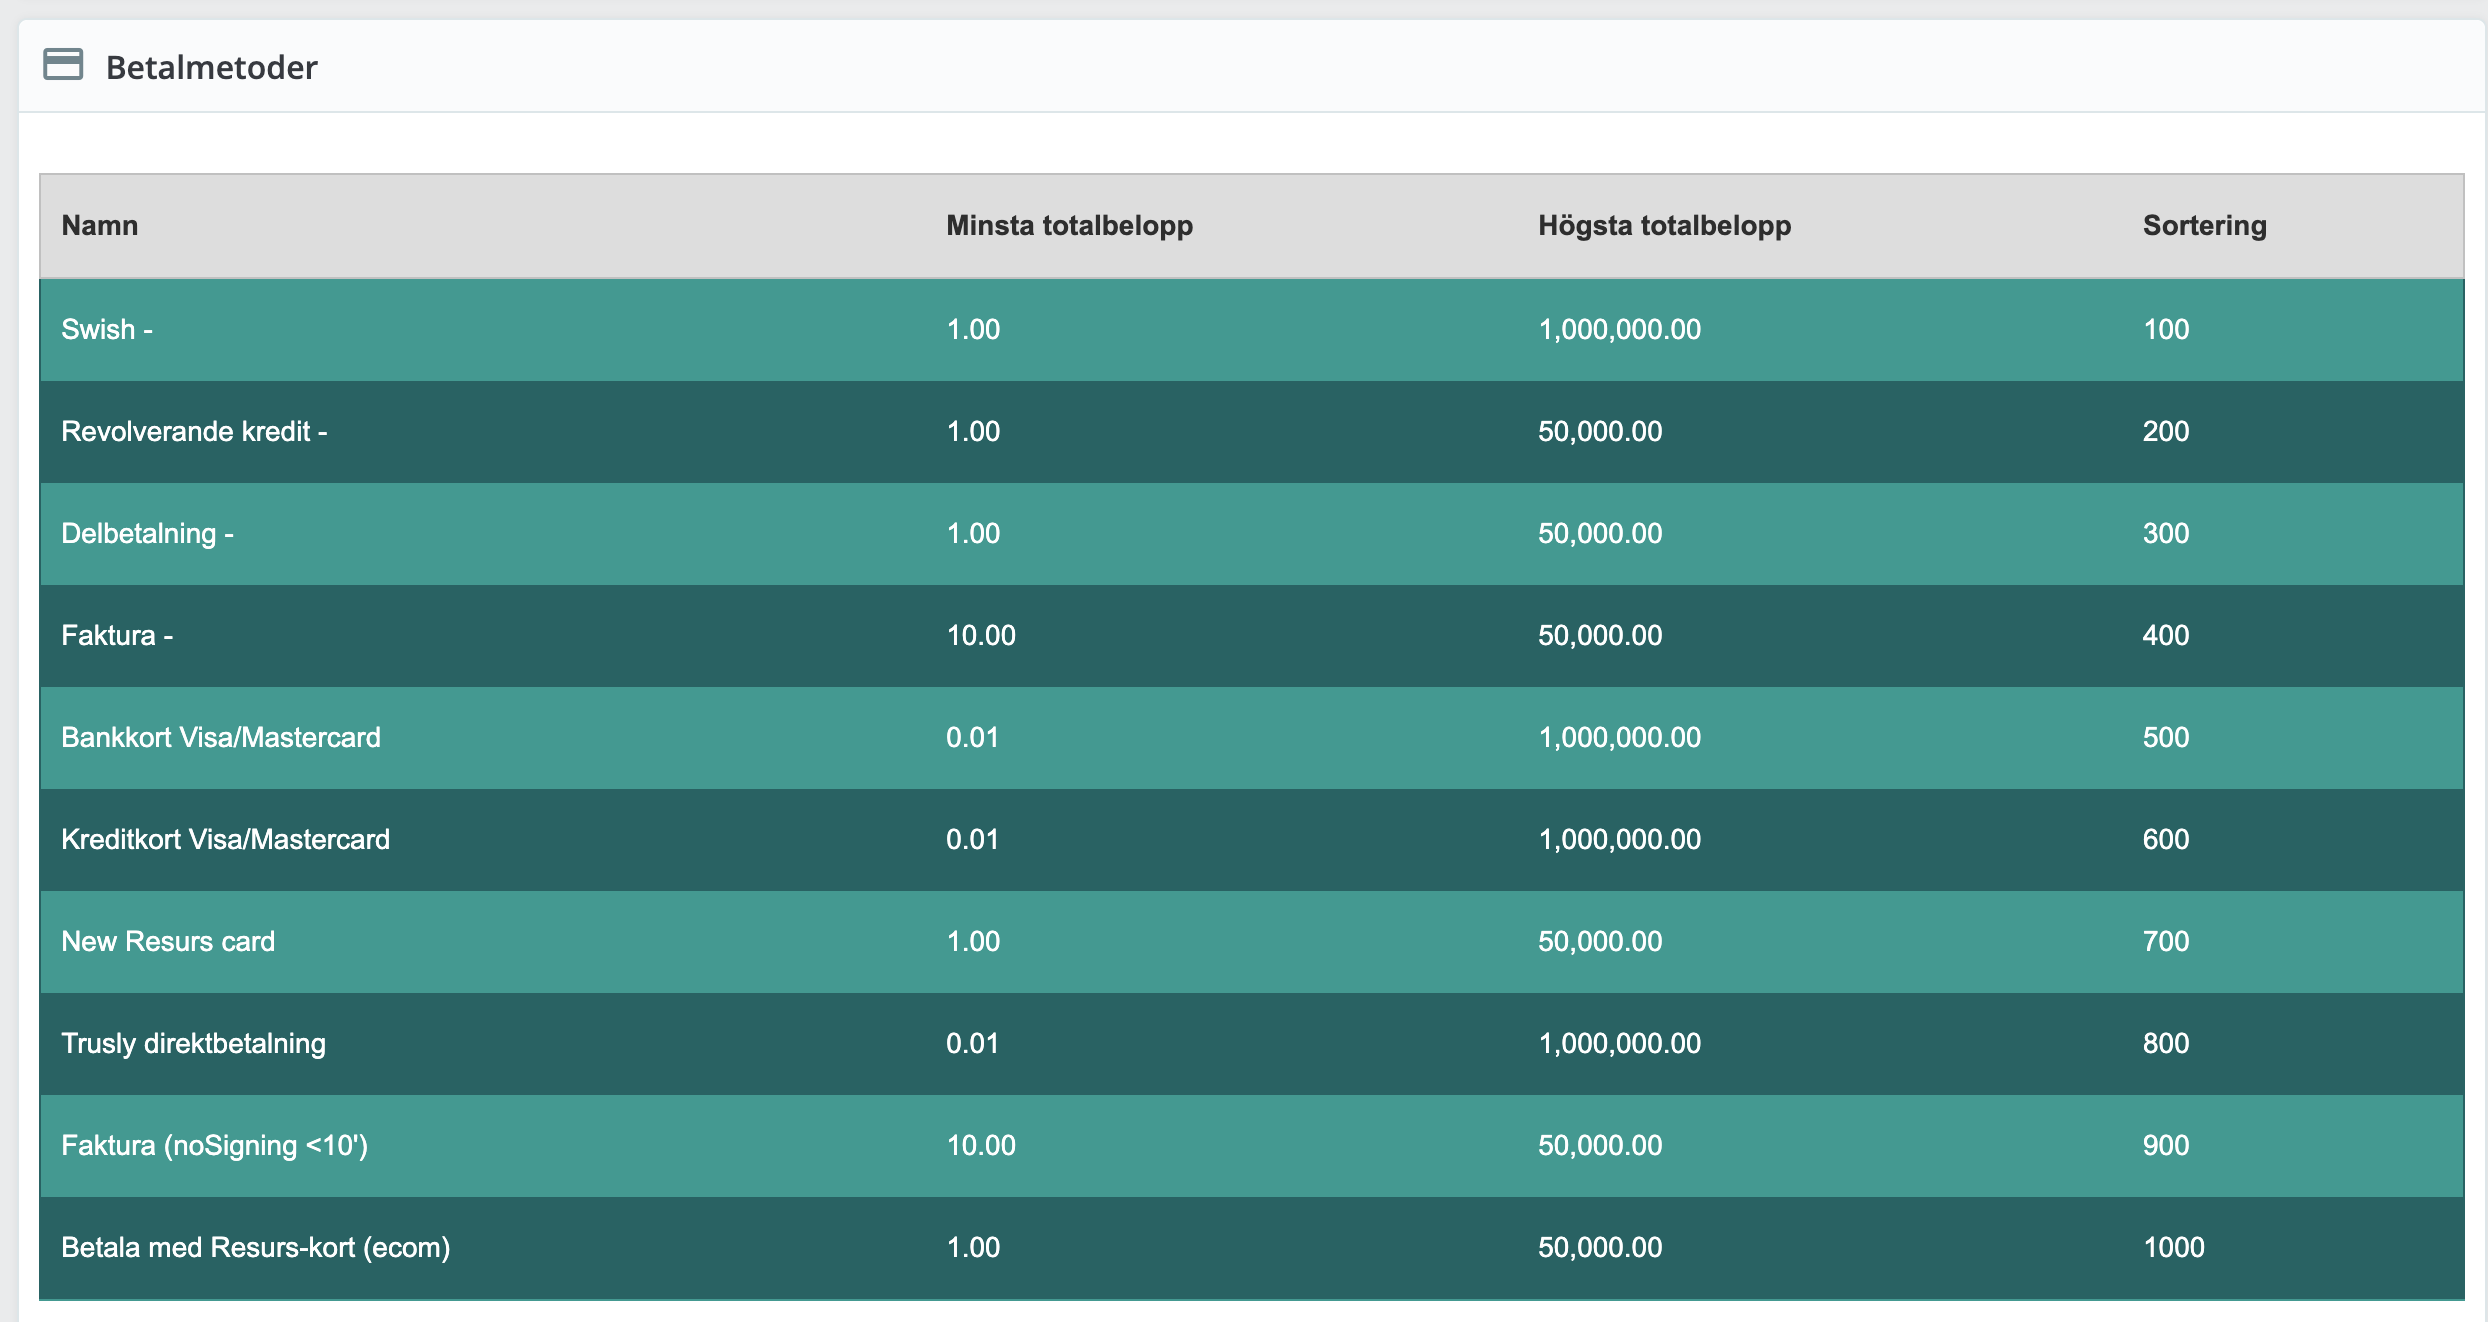 Betalmetoder
Namn Minsta totalbelopp Högsta totalbelopp Sortering
Swish - 1.00 1,000,000.00 100
Revolverande kredit - 1.00 50,000.00 200
Delbetalning - 1.00 50,000.00 300
Faktura - 10.00 50,000.00 400
Bankkort Visa/Mastercard 0.01 1,000,000.00 500
Kreditkort Visa/Mastercard 0.01 1,000,000.00 600
New Resurs card 1.00 50,000.00 700
Trusly direktbetalning 0.01 1,000,000.00 800
Faktura (noSigning <10') 10.00 50,000.00 900
Betala med Resurs-kort (ecom) 1.00 50,000.00 1000